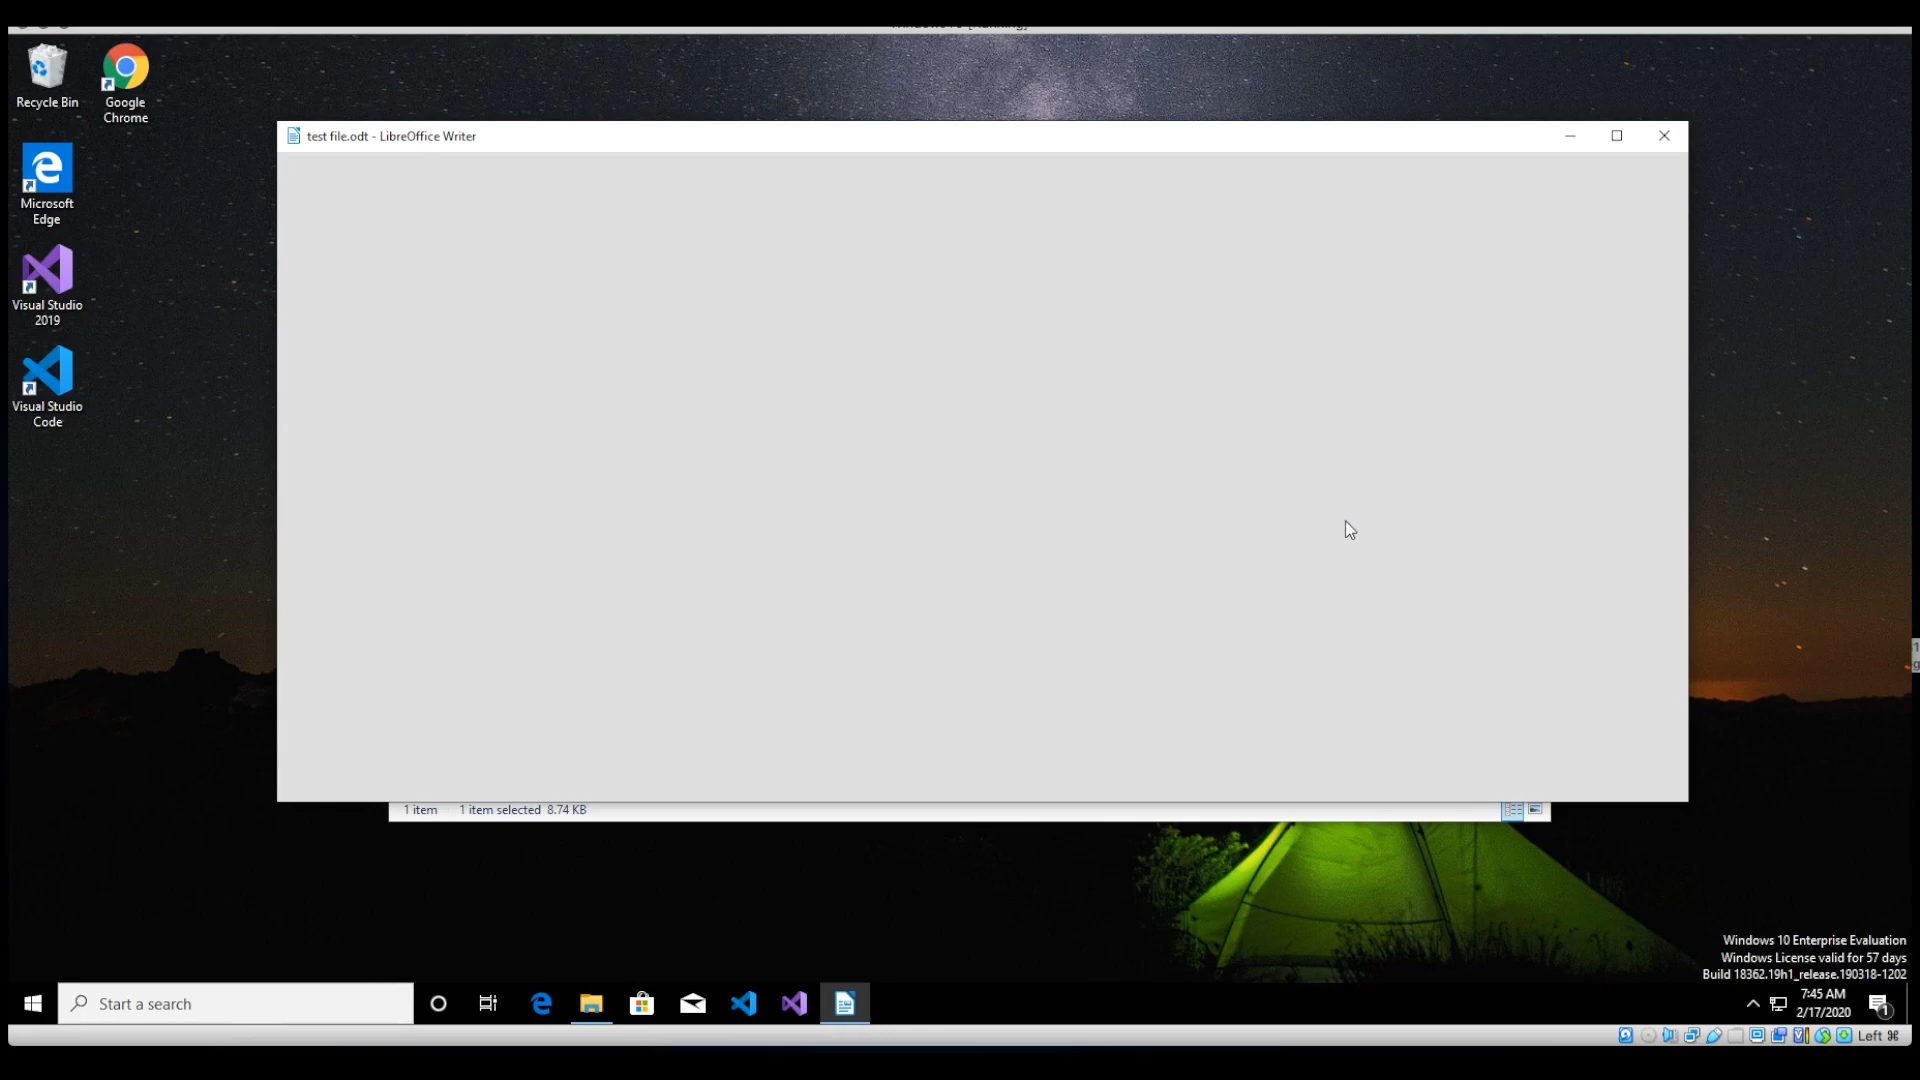 Recycle Bin
Google
Chrome
test file.odt - LibreOffice Writer
Microsoft
Edge
Visual Studio
2019
Visual Studio
Code
1 item
1 item selected 8.74 KB
Windows 10 Enterprise Evaluation
Windows License valid for 57 days
Build 18362.19h1_release.190318-1202
Start a search
7:45 AM
2/17/2020
1
Left ⌘